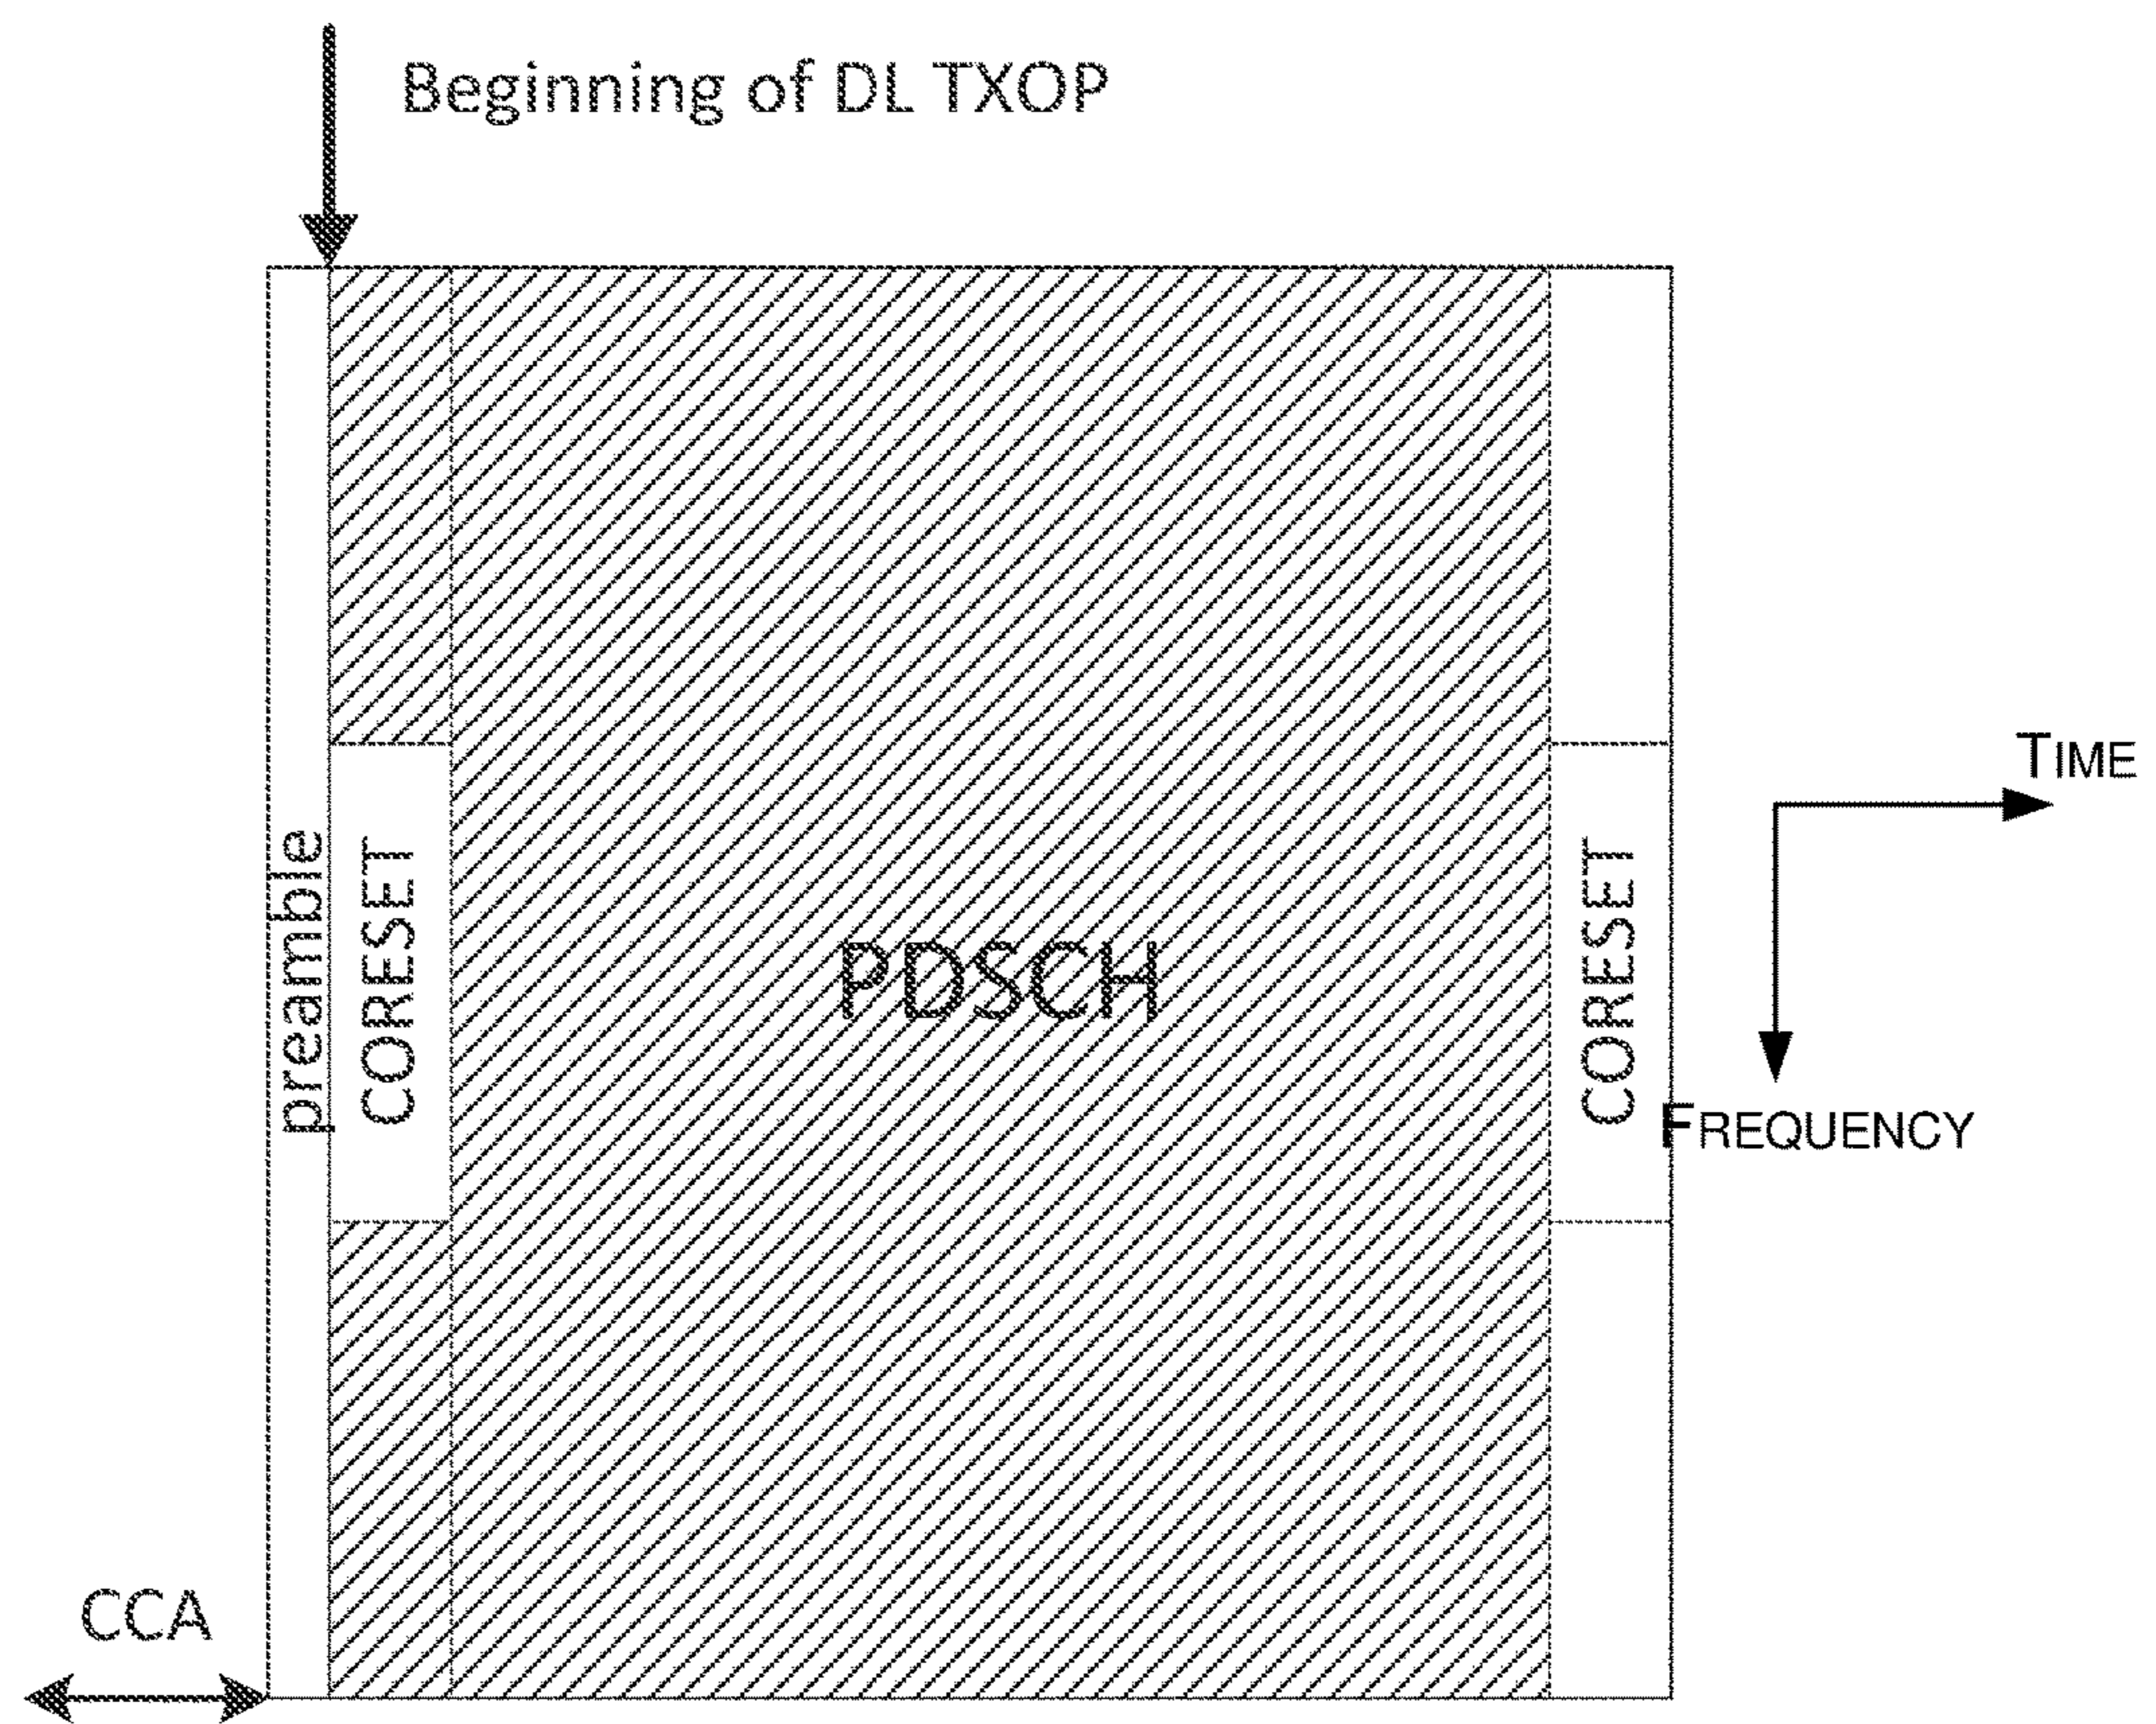 Beginning of DL TXOP
preamble
CORESET
PDSCH
CORESET
TIME
FREQUENCY
CCA